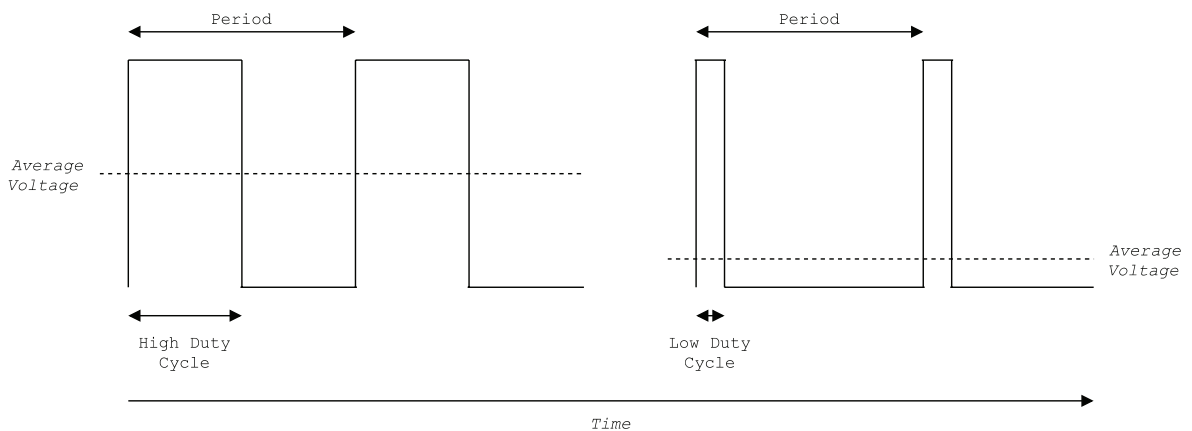 Period
Period
Average
Voltage
Average
Voltage
High Duty
Cycle
Low Duty
Cycle
Time